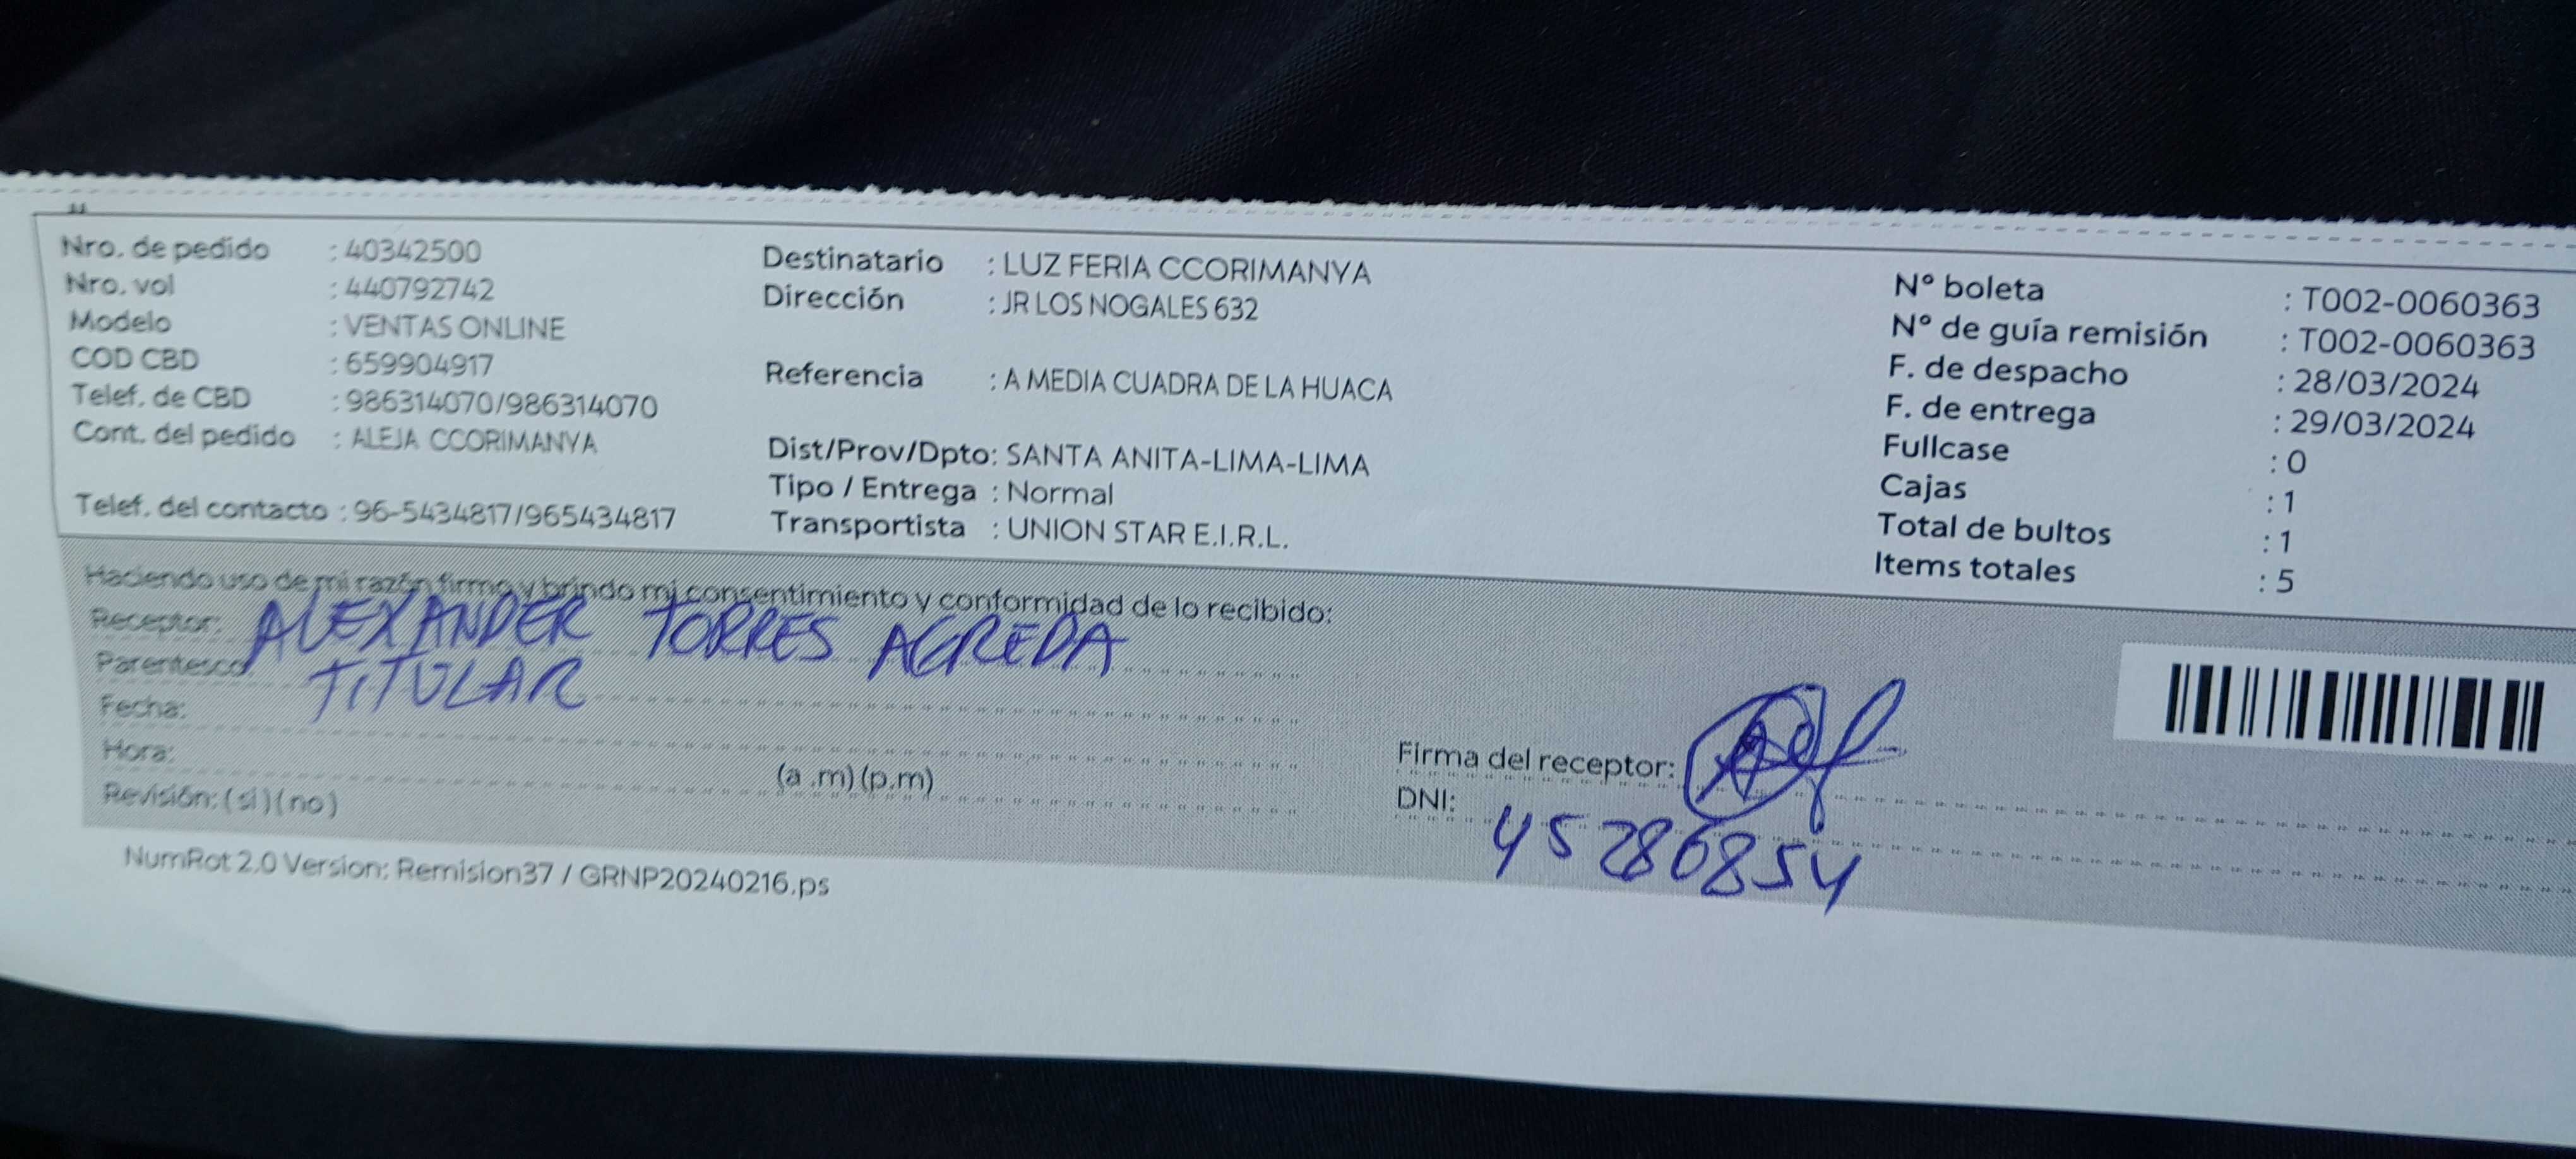 Nro. de pedido : 40342500
Nro. vol : 440792742
Modelo : VENTAS ONLINE
COD CBD : 659904917
Telef. de CBD : 986314070/986314070
Cont. del pedido : ALEJA CCORIMANYA
Telef. del contacto : 96-5434817/965434817
Destinatario : LUZ FERIA CCORIMANYA
Dirección : JR LOS NOGALES 632
Referencia : A MEDIA CUADRA DE LA HUACA
Dist/Prov/Dpto: SANTA ANITA-LIMA-LIMA
Tipo / Entrega : Normal
Transportista : UNION STAR E.I.R.L.
N° boleta : T002-0060363
N° de guía remisión : T002-0060363
F. de despacho : 28/03/2024
F. de entrega : 29/03/2024
Fullcase : 0
Cajas : 1
Total de bultos : 1
Items totales : 5
Haciendo uso de mi razón firmo y brindo mi consentimiento y conformidad de lo recibido:
Receptor: ALEXANDER TORRES AGREDA
Parentesco: TITULAR
Fecha:
Hora: (a .m) (p.m)
Revisión: ( si ) ( no )
Firma del receptor:
DNI: 45286854
NumRot 2.0 Version: Remision37 / GRNP20240216.ps